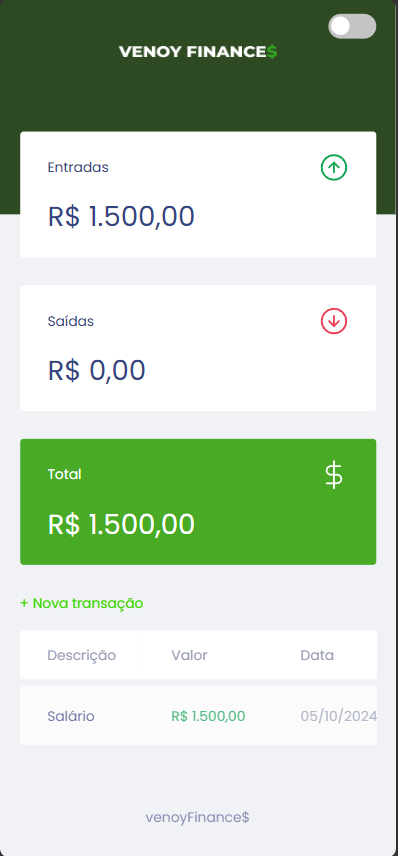 VENOY FINANCE$
Entradas
R$ 1.500,00
Saídas
R$ 0,00
Total
$
R$ 1.500,00
+ Nova transação
Descrição Valor Data
Salário R$ 1.500,00 05/10/2024
venoyFinance$